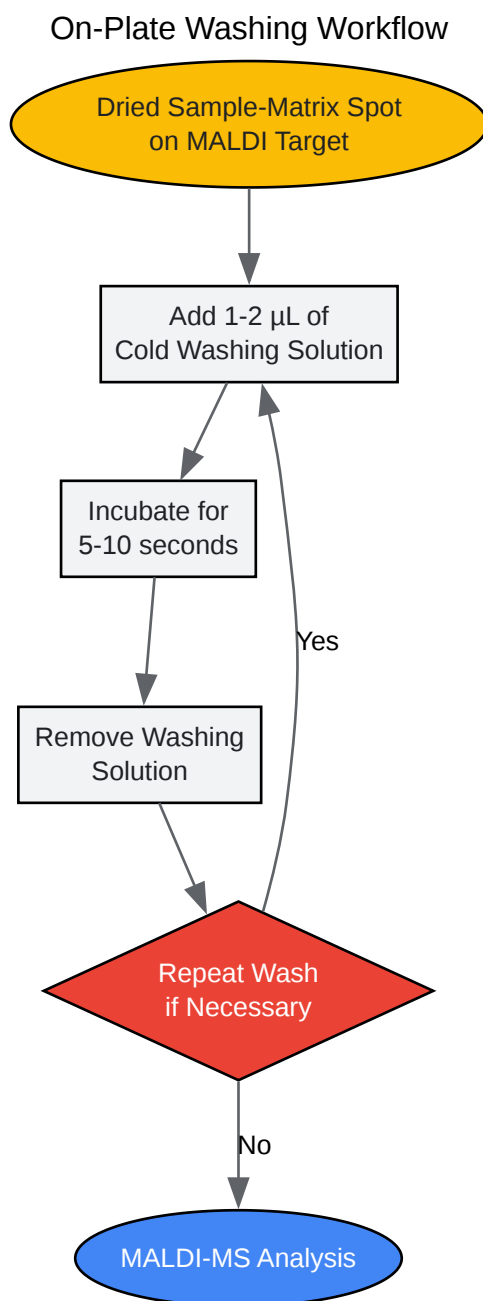 On-Plate Washing Workflow
Dried Sample-Matrix Spot
on MALDI Target
Add 1-2 µL of
Cold Washing Solution
Incubate for
5-10 seconds
Yes
Remove Washing
Solution
Repeat Wash
if Necessary
No
MALDI-MS Analysis